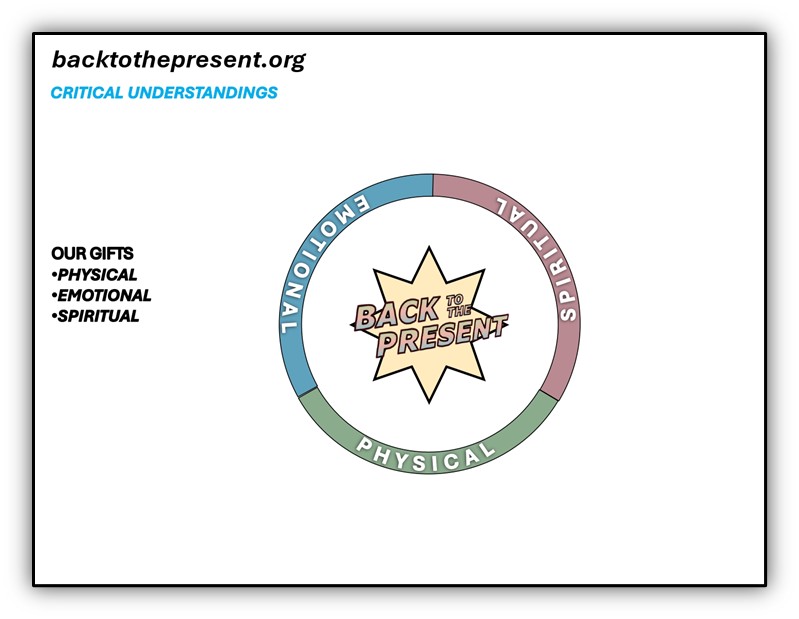 backtothepresent.org
CRITICAL UNDERSTANDINGS
OUR GIFTS
•PHYSICAL
•EMOTIONAL
•SPIRITUAL
EMOTIONAL
SPIRITUAL
BACK TO THE
PRESENT
PHYSICAL